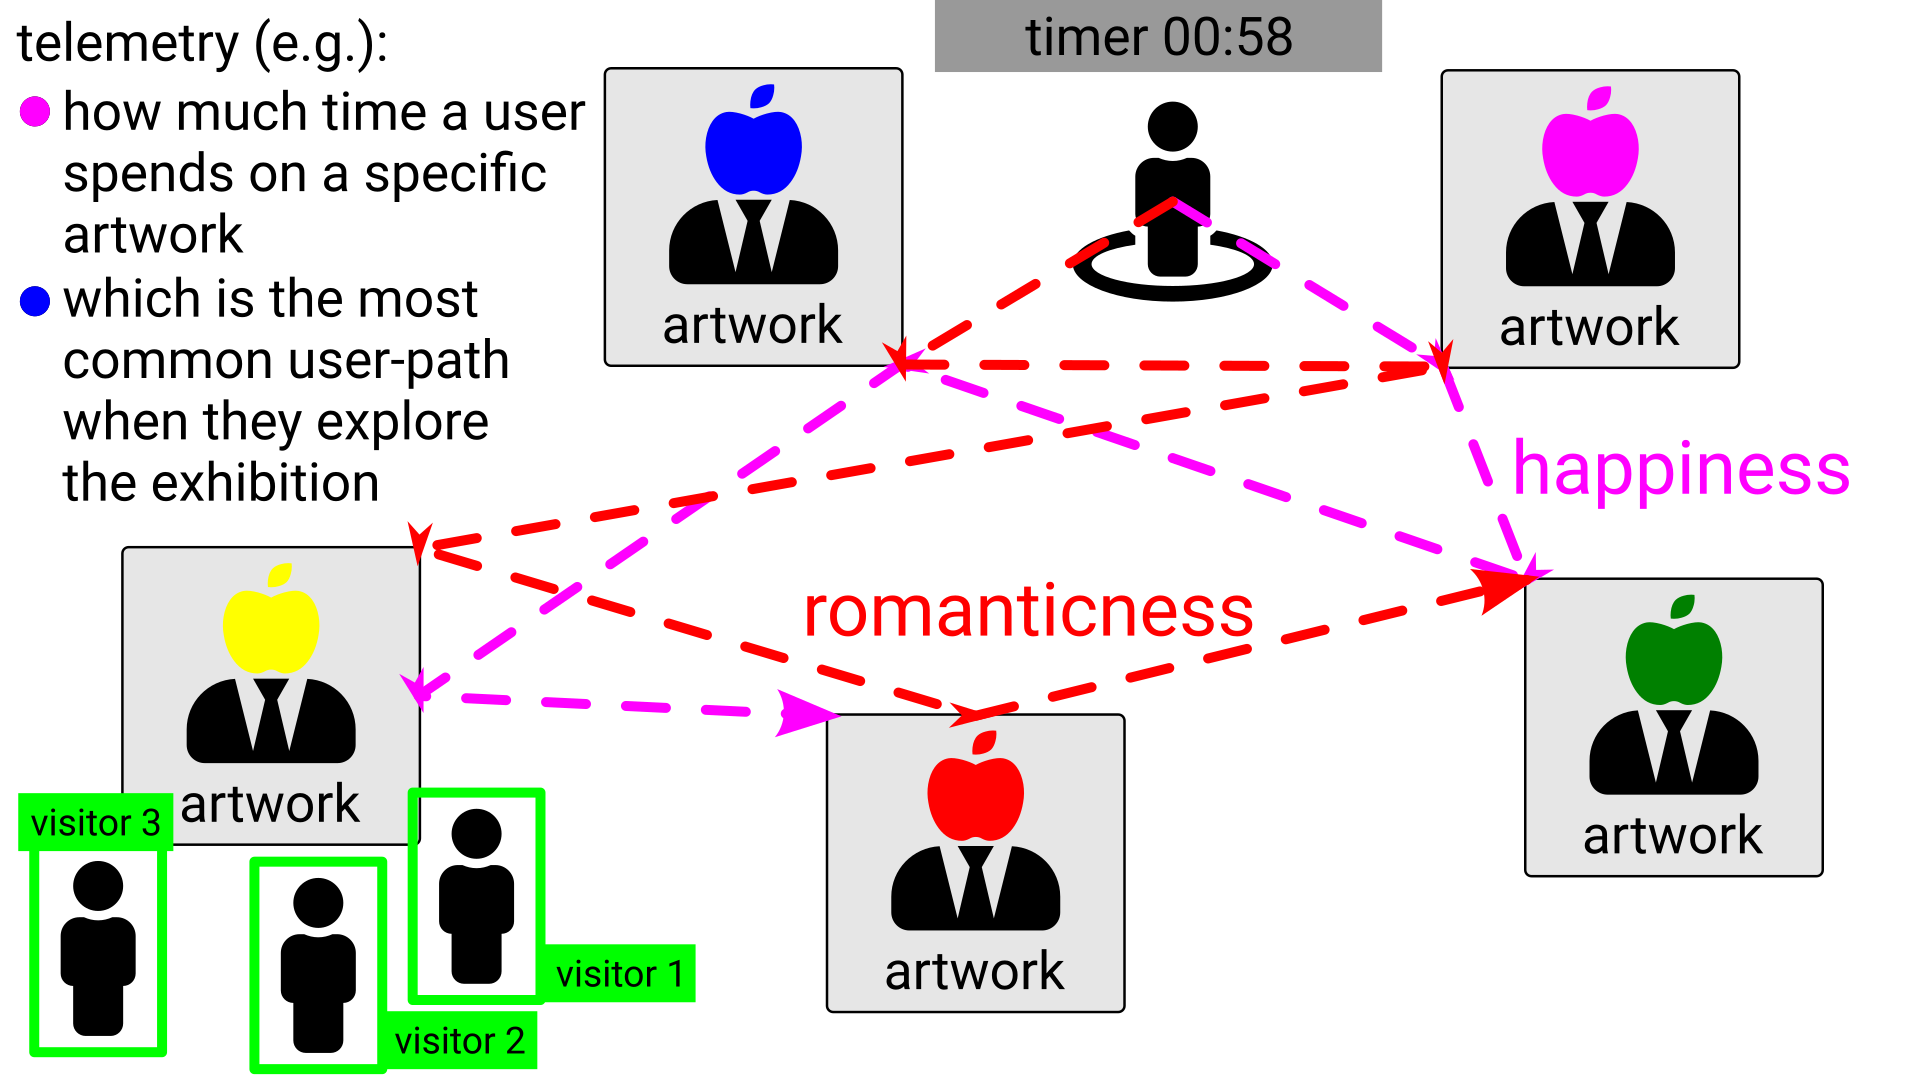 telemetry (e.g.):
how much time a user
spends on a specific
artwork
which is the most
common user-path
when they explore
the exhibition
timer 00:58
artwork
artwork
happiness
romanticness
artwork
artwork
artwork
visitor 3
visitor 1
visitor 2